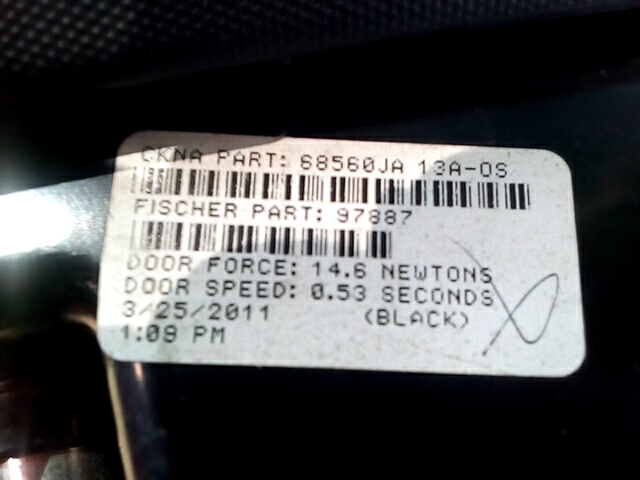 CKNA PART: 68560JA 13A-OS
FISCHER PART: 97887
DOOR FORCE: 14.6 NEWTONS
DOOR SPEED: 0.53 SECONDS
3/25/2011 (BLACK)
1:09 PM